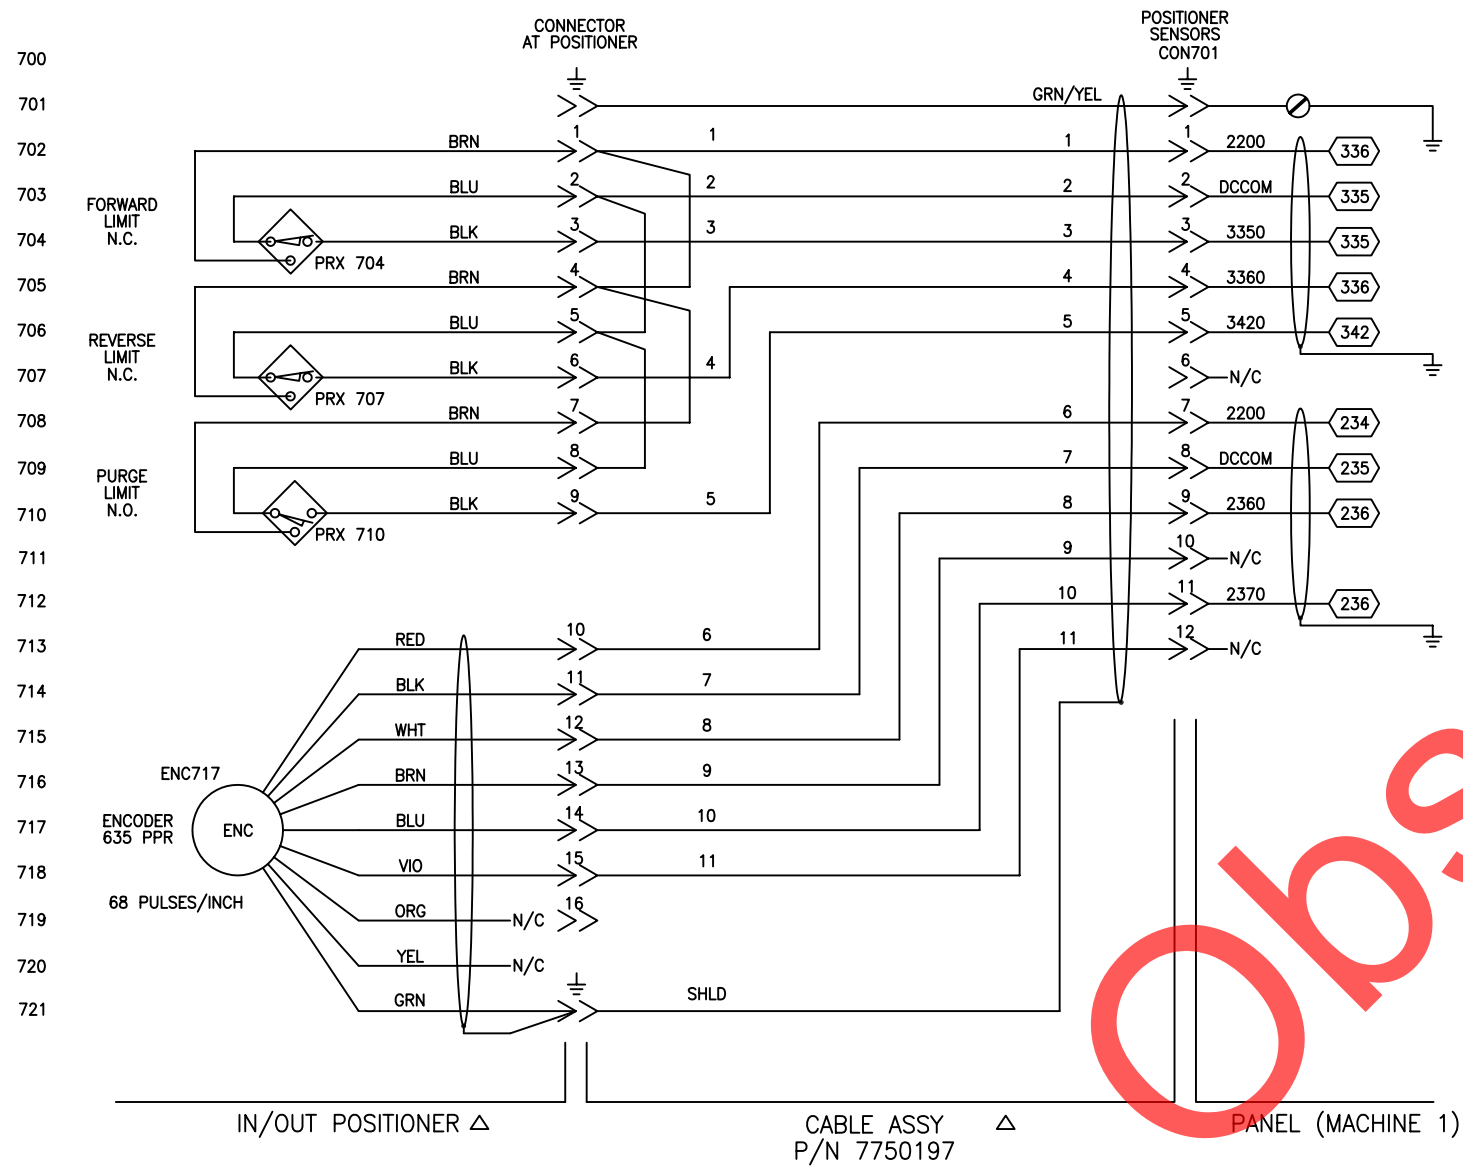 CONNECTOR
AT POSITIONER
POSITIONER
SENSORS
CON701
700
701 GRN/YEL
702 BRN 1 1 1 1 2200 336
703 BLU 2 2 2 2 DCCOM 335
FORWARD
LIMIT
N.C.
704 BLK 3 3 3 3 3350 335
PRX 704
705 BRN 4 4 4 3360 336
706 BLU 5 5 5 3420 342
REVERSE
LIMIT
N.C.
707 BLK 6 4 6 N/C
PRX 707
708 BRN 7 6 7 2200 234
709 BLU 8 7 8 DCCOM 235
PURGE
LIMIT
N.O.
710 BLK 9 5 8 9 2360 236
PRX 710
711 9 10 N/C
712 10 11 2370 236
713 RED 10 6 11 12 N/C
714 BLK 11 7
715 WHT 12 8
ENC717
716 BRN 13 9
717 ENCODER
635 PPR
ENC BLU 14 10
718 VIO 15 11
68 PULSES/INCH
719 ORG N/C 16
720 YEL N/C
721 GRN SHLD
IN/OUT POSITIONER
CABLE ASSY
P/N 7750197
PANEL (MACHINE 1)
Obs